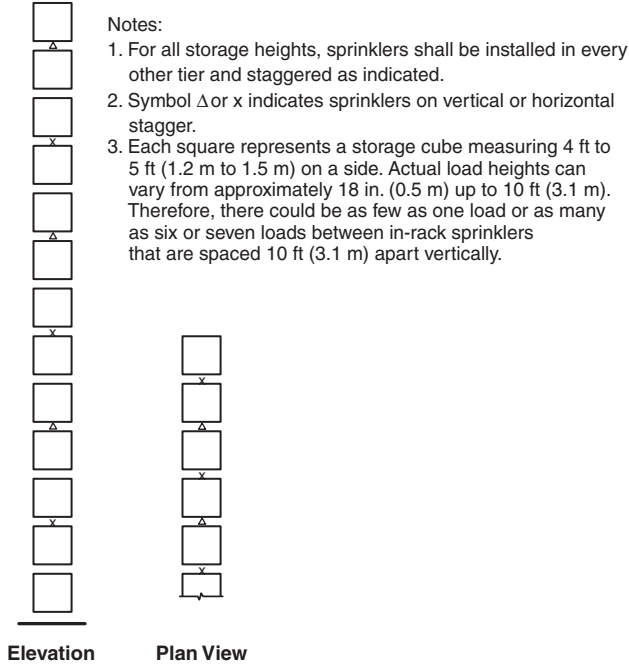 Notes:
1. For all storage heights, sprinklers shall be installed in every
other tier and staggered as indicated.
2. Symbol Δ or x indicates sprinklers on vertical or horizontal
stagger.
3. Each square represents a storage cube measuring 4 ft to
5 ft (1.2 m to 1.5 m) on a side. Actual load heights can
vary from approximately 18 in. (0.5 m) up to 10 ft (3.1 m).
Therefore, there could be as few as one load or as many
as six or seven loads between in-rack sprinklers
that are spaced 10 ft (3.1 m) apart vertically.
Δ
x
Δ
x
Δ
x
x
Δ
x
Δ
x
Elevation
Plan View